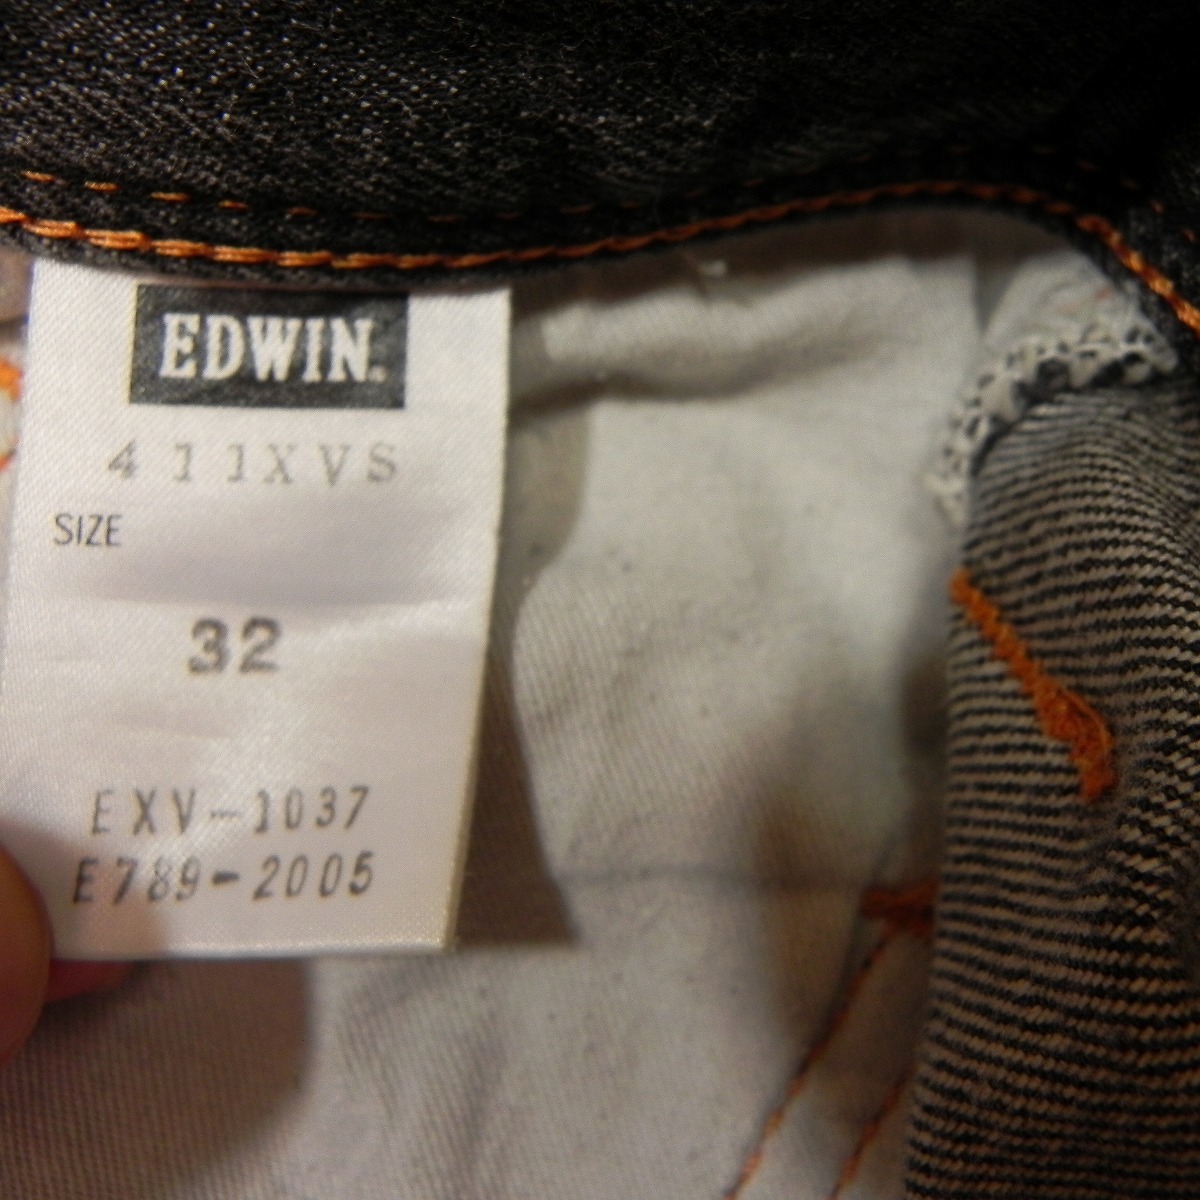 EDWIN.
411XVS
SIZE
32
EXV-1037
E789-2005